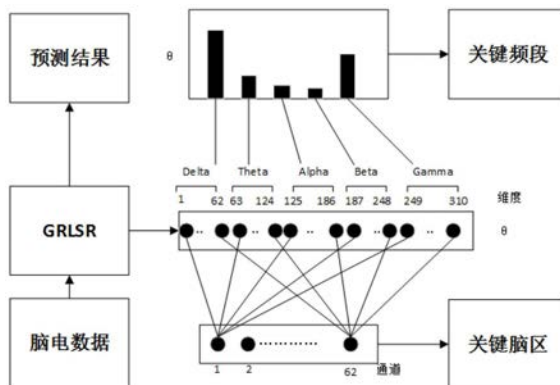 预测结果
θ
关键频段
Delta Theta Alpha Beta Gamma
1 62 63 124 125 186 187 248 249 310 维度
GRLSR
θ
脑电数据
1 2 ………… 62 通道
关键脑区